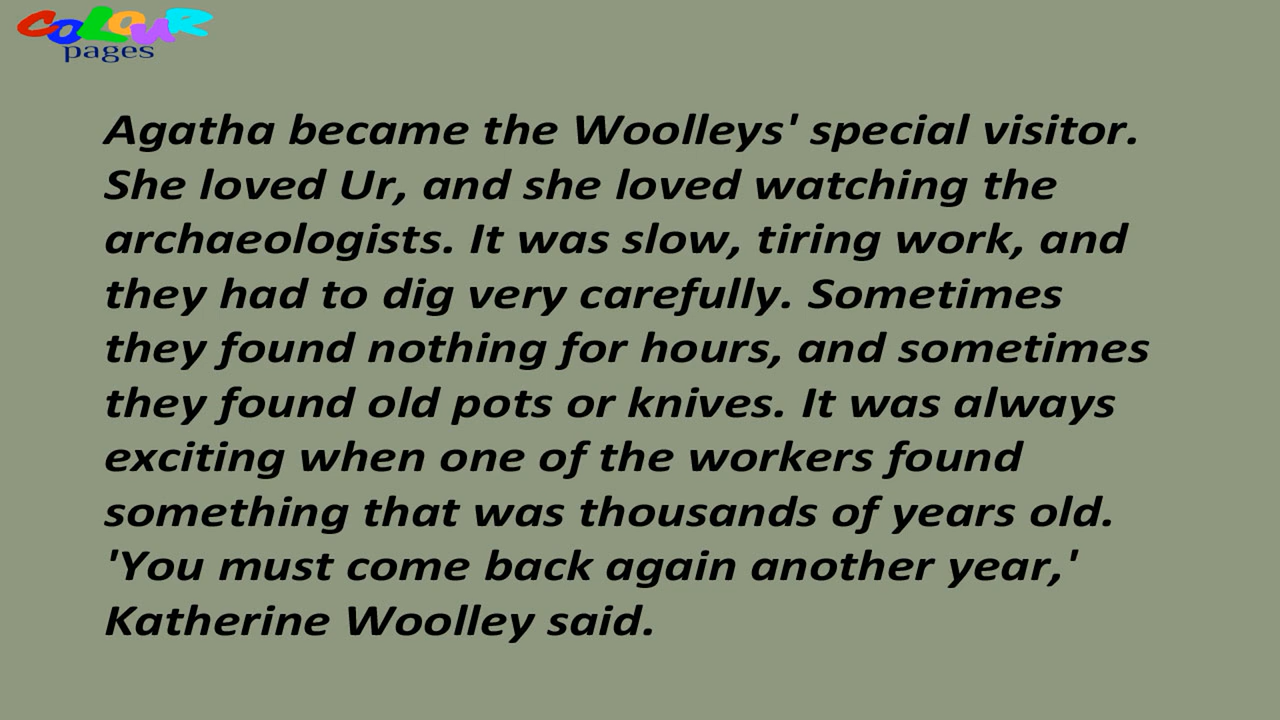 COLOUR
pages
Agatha became the Woolleys' special visitor.
She loved Ur, and she loved watching the
archaeologists. It was slow, tiring work, and
they had to dig very carefully. Sometimes
they found nothing for hours, and sometimes
they found old pots or knives. It was always
exciting when one of the workers found
something that was thousands of years old.
'You must come back again another year,'
Katherine Woolley said.